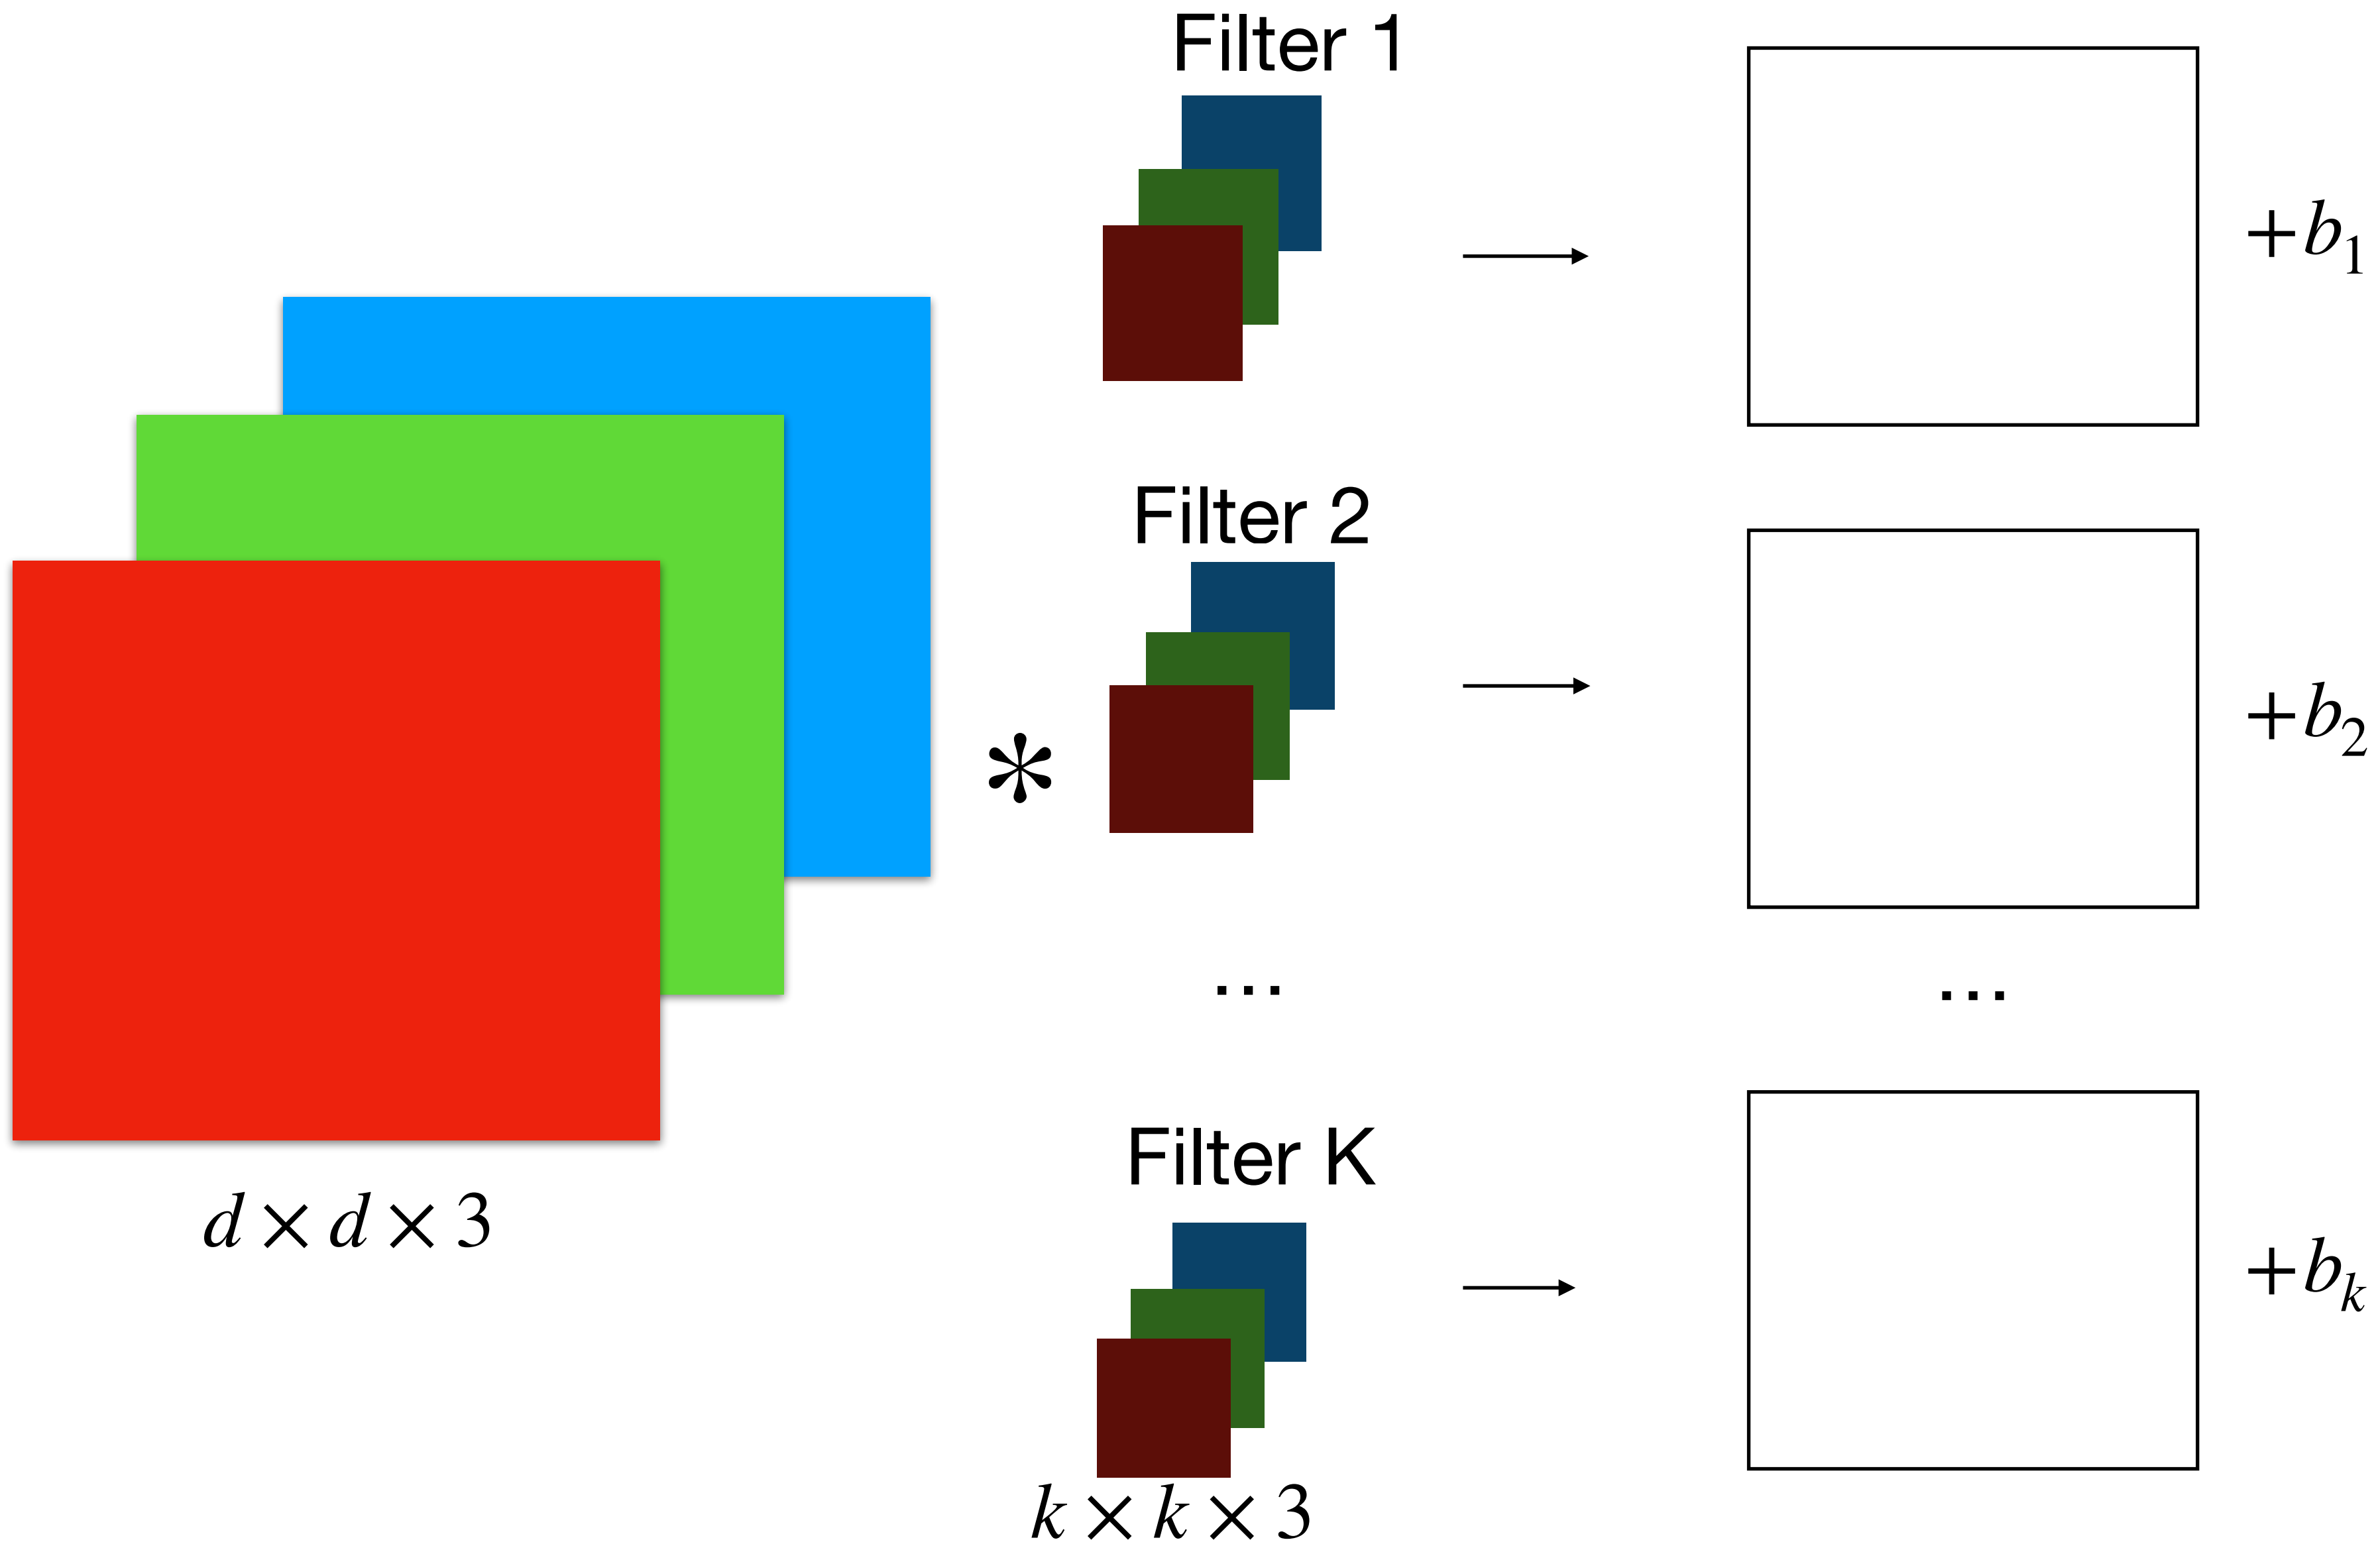 Filter 1
+b₁
Filter 2
+b₂
*
...
...
Filter K
d × d × 3
+bₖ
k × k × 3